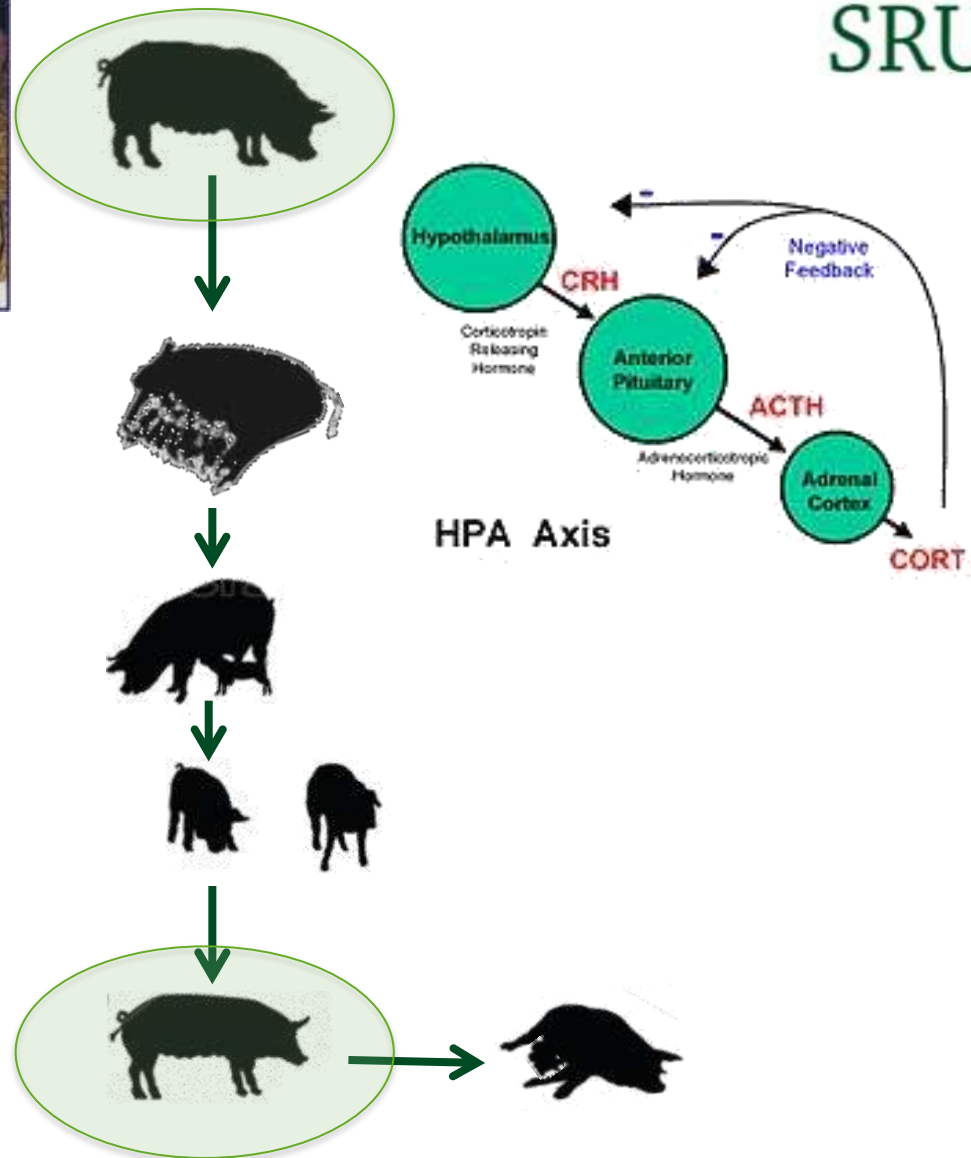 SRU
Hypothalamus
-
-
Negative
Feedback
CRH
Corticotropin
Releasing
Hormone
Anterior
Pituitary
ACTH
Adrenocorticotropic
Hormone
Adrenal
Cortex
HPA Axis
CORT